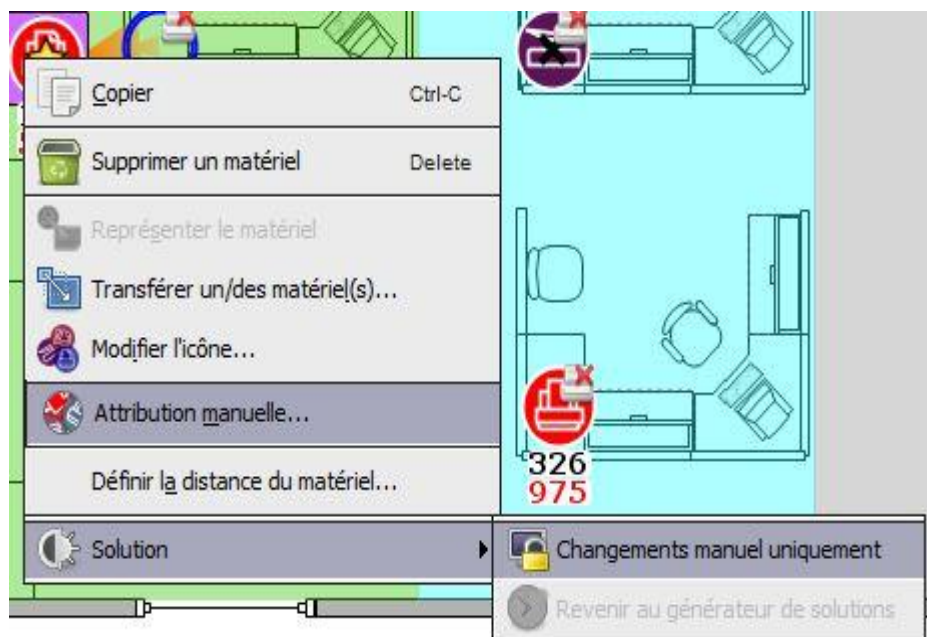 Copier Ctrl-C
Supprimer un matériel Delete
Représenter le matériel
Transférer un/des matériel(s)...
Modifier l'icône...
Attribution manuelle...
326
Définir la distance du matériel...
975
Solution
Changements manuel uniquement
Revenir au générateur de solutions